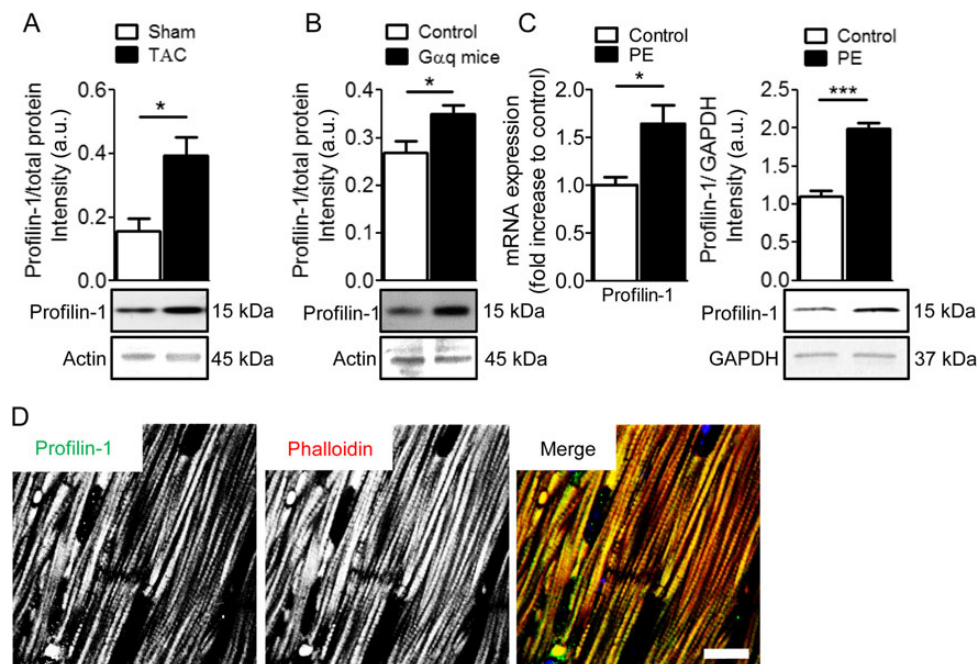 A
Sham
TAC
Profilin-1/total protein
Intensity (a.u.)
0.6
0.4
0.2
0.0
*
Profilin-1
15 kDa
Actin
45 kDa
B
Control
Gαq mice
Profilin-1/total protein
Intensity (a.u.)
0.4
0.3
0.2
0.1
0.0
*
Profilin-1
15 kDa
Actin
45 kDa
C
Control
PE
mRNA expression
(fold increase to control)
2.0
1.5
1.0
0.5
0.0
*
Profilin-1
Control
PE
Profilin-1/ GAPDH
Intensity (a.u.)
2.5
2.0
1.5
1.0
0.5
0.0
***
Profilin-1
15 kDa
GAPDH
37 kDa
D
Profilin-1
Phalloidin
Merge